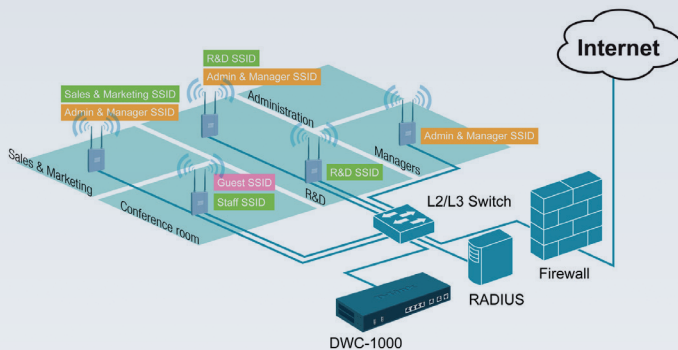 Internet
R&D SSID
Admin & Manager SSID
Sales & Marketing SSID
Admin & Manager SSID
Administration
Admin & Manager SSID
Managers
Sales & Marketing
Guest SSID
Staff SSID
R&D SSID
R&D
Conference room
L2/L3 Switch
Firewall
RADIUS
DWC-1000